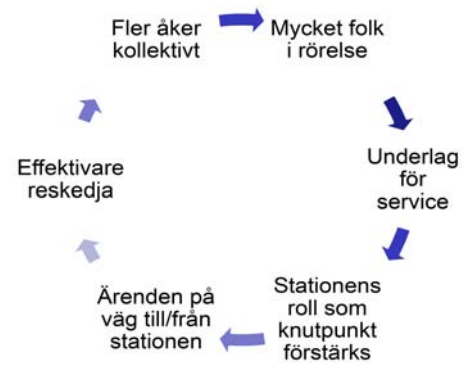 Fler åker
kollektivt
Mycket folk
i rörelse
Underlag
för
service
Stationens
roll som
knutpunkt
förstärks
Ärenden på
väg till/från
stationen
Effektivare
reskedja